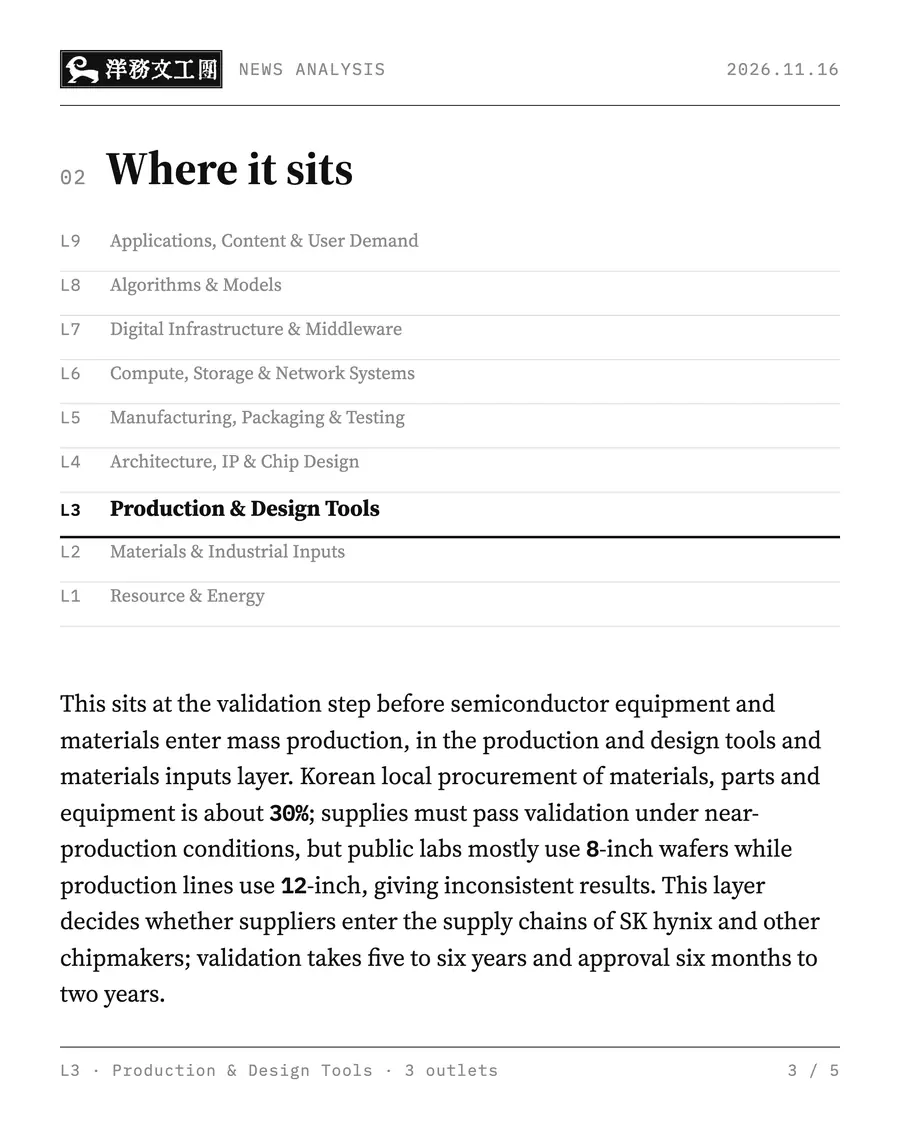 洋務文工團 NEWS ANALYSIS 2026.11.16
02 Where it sits
L9 Applications, Content & User Demand
L8 Algorithms & Models
L7 Digital Infrastructure & Middleware
L6 Compute, Storage & Network Systems
L5 Manufacturing, Packaging & Testing
L4 Architecture, IP & Chip Design
L3 Production & Design Tools
L2 Materials & Industrial Inputs
L1 Resource & Energy
This sits at the validation step before semiconductor equipment and
materials enter mass production, in the production and design tools and
materials inputs layer. Korean local procurement of materials, parts and
equipment is about 30%; supplies must pass validation under near-
production conditions, but public labs mostly use 8-inch wafers while
production lines use 12-inch, giving inconsistent results. This layer
decides whether suppliers enter the supply chains of SK hynix and other
chipmakers; validation takes five to six years and approval six months to
two years.
L3 · Production & Design Tools · 3 outlets 3 / 5